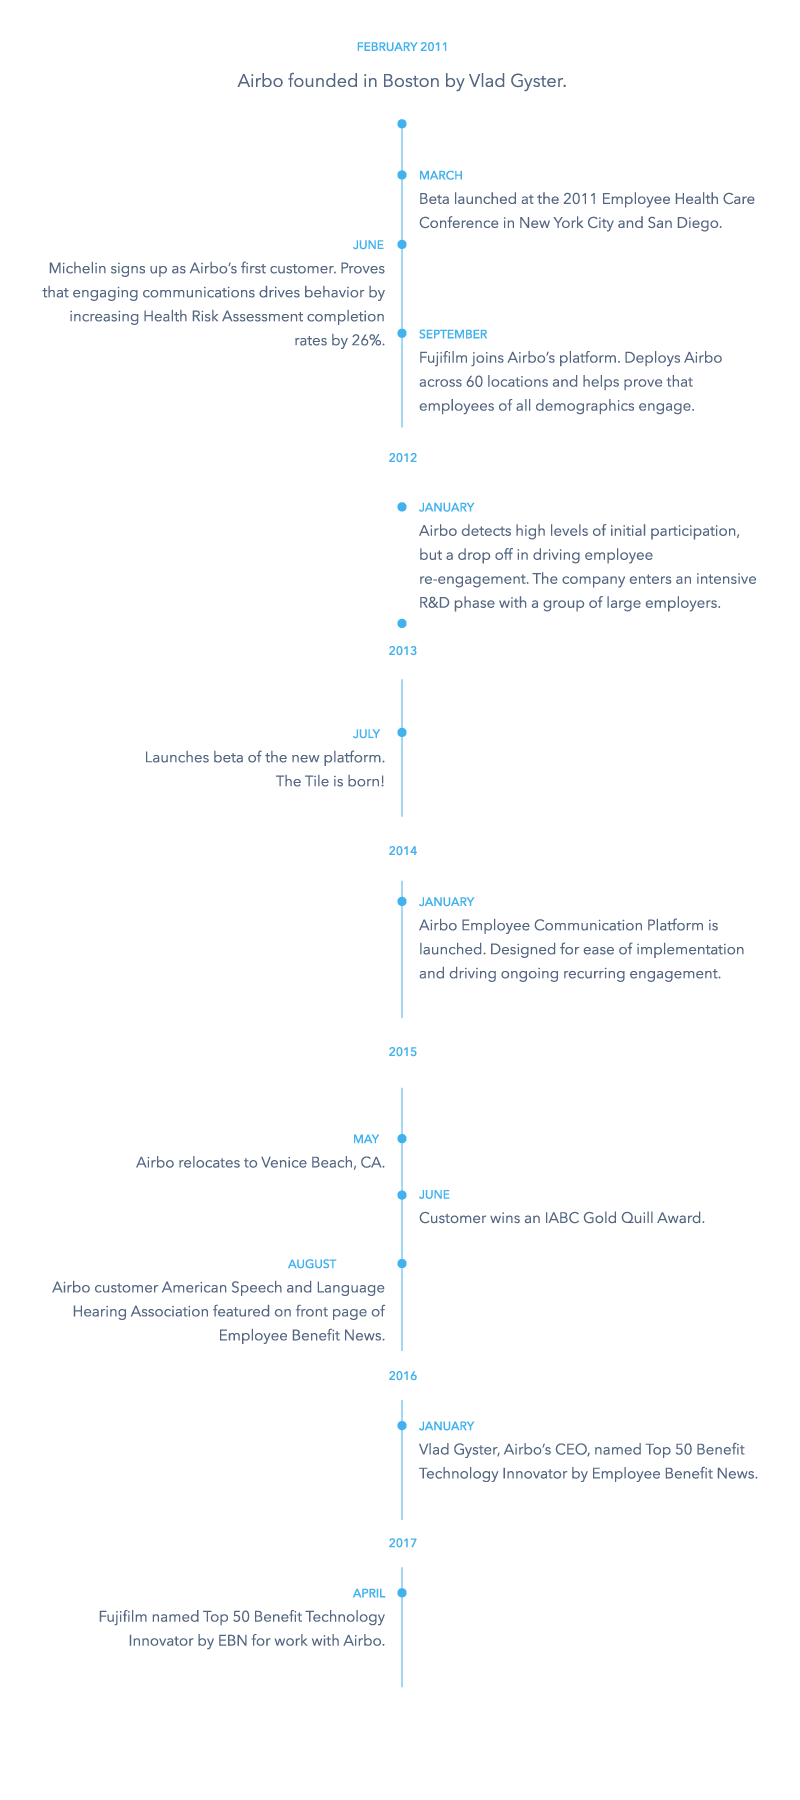 FEBRUARY 2011
Airbo founded in Boston by Vlad Gyster.
MARCH
Beta launched at the 2011 Employee Health Care
Conference in New York City and San Diego.
JUNE
Michelin signs up as Airbo’s first customer. Proves
that engaging communications drives behavior by
increasing Health Risk Assessment completion
rates by 26%.
SEPTEMBER
Fujifilm joins Airbo’s platform. Deploys Airbo
across 60 locations and helps prove that
employees of all demographics engage.
2012
JANUARY
Airbo detects high levels of initial participation,
but a drop off in driving employee
re-engagement. The company enters an intensive
R&D phase with a group of large employers.
2013
JULY
Launches beta of the new platform.
The Tile is born!
2014
JANUARY
Airbo Employee Communication Platform is
launched. Designed for ease of implementation
and driving ongoing recurring engagement.
2015
MAY
Airbo relocates to Venice Beach, CA.
JUNE
Customer wins an IABC Gold Quill Award.
AUGUST
Airbo customer American Speech and Language
Hearing Association featured on front page of
Employee Benefit News.
2016
JANUARY
Vlad Gyster, Airbo’s CEO, named Top 50 Benefit
Technology Innovator by Employee Benefit News.
2017
APRIL
Fujifilm named Top 50 Benefit Technology
Innovator by EBN for work with Airbo.